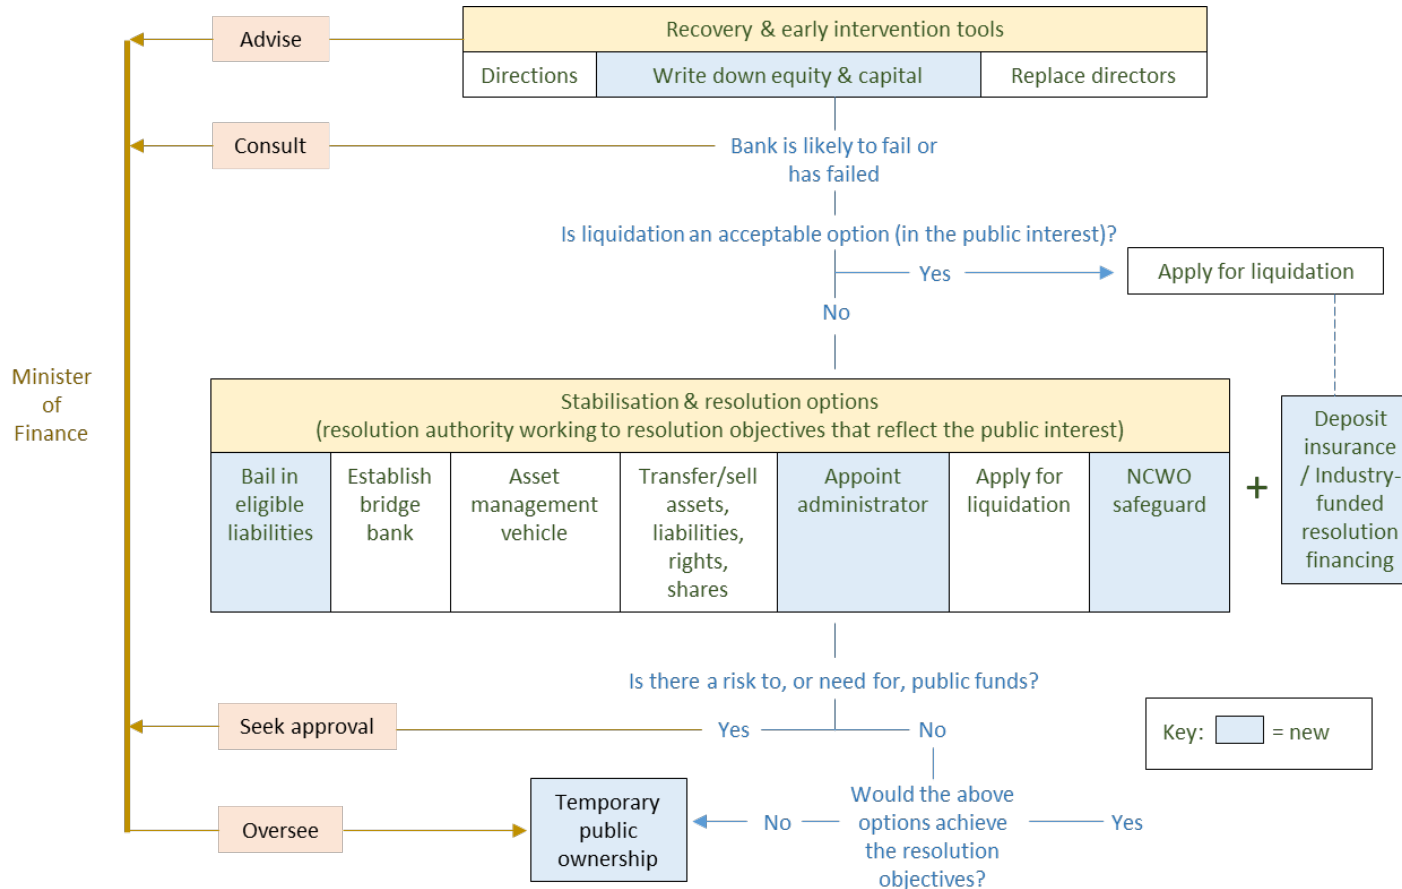 Advise
Recovery & early intervention tools
Directions
Write down equity & capital
Replace directors
Consult
Bank is likely to fail or
has failed
Is liquidation an acceptable option (in the public interest)?
Yes
Apply for liquidation
No
Minister
of
Finance
Stabilisation & resolution options
(resolution authority working to resolution objectives that reflect the public interest)
Bail in
eligible
liabilities
Establish
bridge
bank
Asset
management
vehicle
Transfer/sell
assets,
liabilities,
rights,
shares
Appoint
administrator
Apply for
liquidation
NCWO
safeguard
+
Deposit
insurance
/ Industry-
funded
resolution
financing
Is there a risk to, or need for, public funds?
Seek approval
Yes
No
Key:
= new
Oversee
Temporary
public
ownership
No
Would the above
options achieve
the resolution
objectives?
Yes